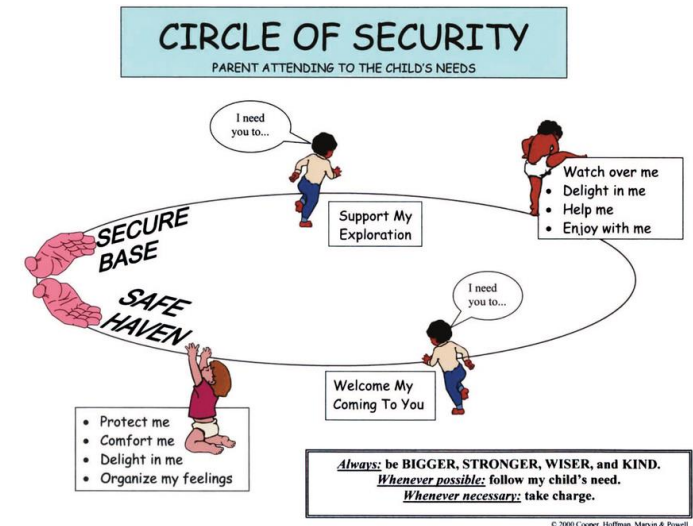 CIRCLE OF SECURITY
PARENT ATTENDING TO THE CHILD'S NEEDS
I need
you to...
• Watch over me
• Delight in me
• Help me
• Enjoy with me
Support My
Exploration
SECURE
BASE
SAFE
HAVEN
I need
you to...
Welcome My
Coming To You
• Protect me
• Comfort me
• Delight in me
• Organize my feelings
Always: be BIGGER, STRONGER, WISER, and KIND.
Whenever possible: follow my child's need.
Whenever necessary: take charge.
© 2000 Cooper, Hoffman, Marvin & Powell